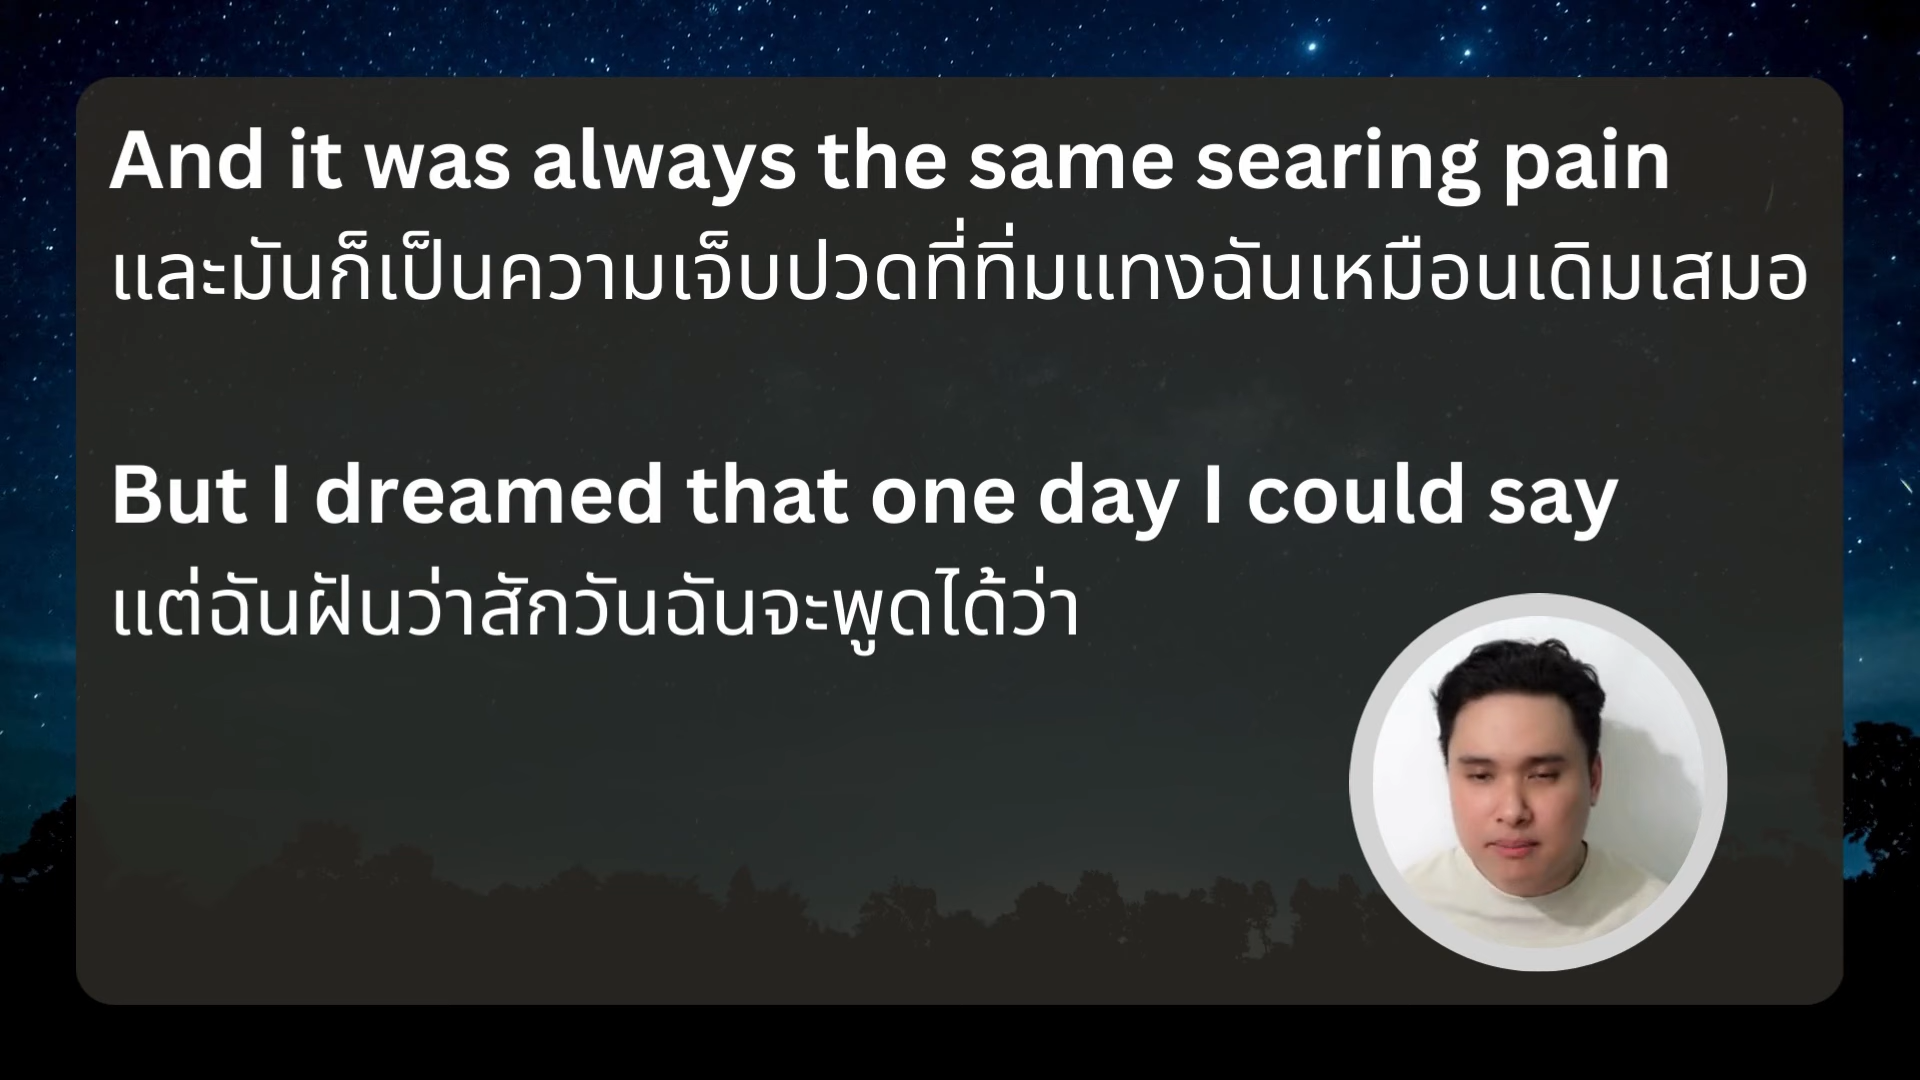 And it was always the same searing pain
และมันก็เป็นความเจ็บปวดที่ทิ่มแทงฉันเหมือนเดิมเสมอ
But I dreamed that one day I could say
แต่ฉันฝันว่าสักวันฉันจะพูดได้ว่า